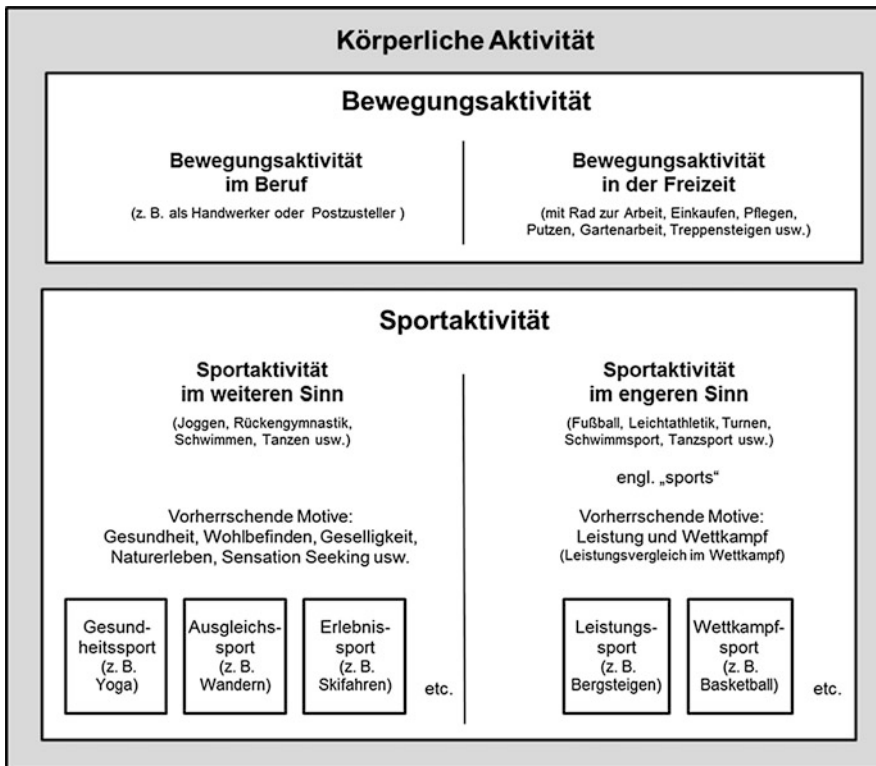 Körperliche Aktivität
Bewegungsaktivität
Bewegungsaktivität
im Beruf
(z. B. als Handwerker oder Postzusteller )
Bewegungsaktivität
in der Freizeit
(mit Rad zur Arbeit, Einkaufen, Pflegen,
Putzen, Gartenarbeit, Treppensteigen usw.)
Sportaktivität
Sportaktivität
im weiteren Sinn
(Joggen, Rückengymnastik,
Schwimmen, Tanzen usw.)
Vorherrschende Motive:
Gesundheit, Wohlbefinden, Geselligkeit,
Naturerleben, Sensation Seeking usw.
Gesund-
heitssport
(z. B.
Yoga)
Ausgleichs-
sport
(z. B.
Wandern)
Erlebnis-
sport
(z. B.
Skifahren)
etc.
Sportaktivität
im engeren Sinn
(Fußball, Leichtathletik, Turnen,
Schwimmsport, Tanzsport usw.)
engl. „sports“
Vorherrschende Motive:
Leistung und Wettkampf
(Leistungsvergleich im Wettkampf)
Leistungs-
sport
(z. B.
Bergsteigen)
Wettkampf-
sport
(z. B.
Basketball)
etc.